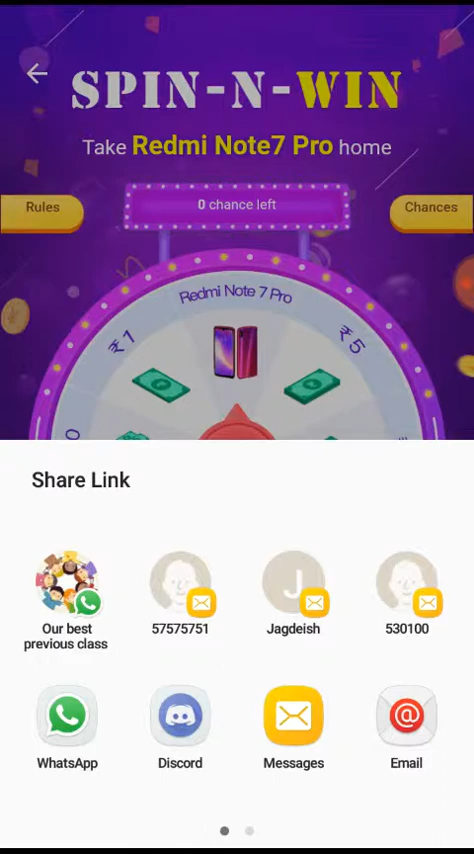 SPIN-N-WIN
Take Redmi Note7 Pro home
0 chance left
Rules
Chances
Redmi Note 7 Pro
₹ 1
₹ 5
0
Share Link
J
Our best
previous class
57575751
Jagdeish
530100
WhatsApp
Discord
Messages
Email